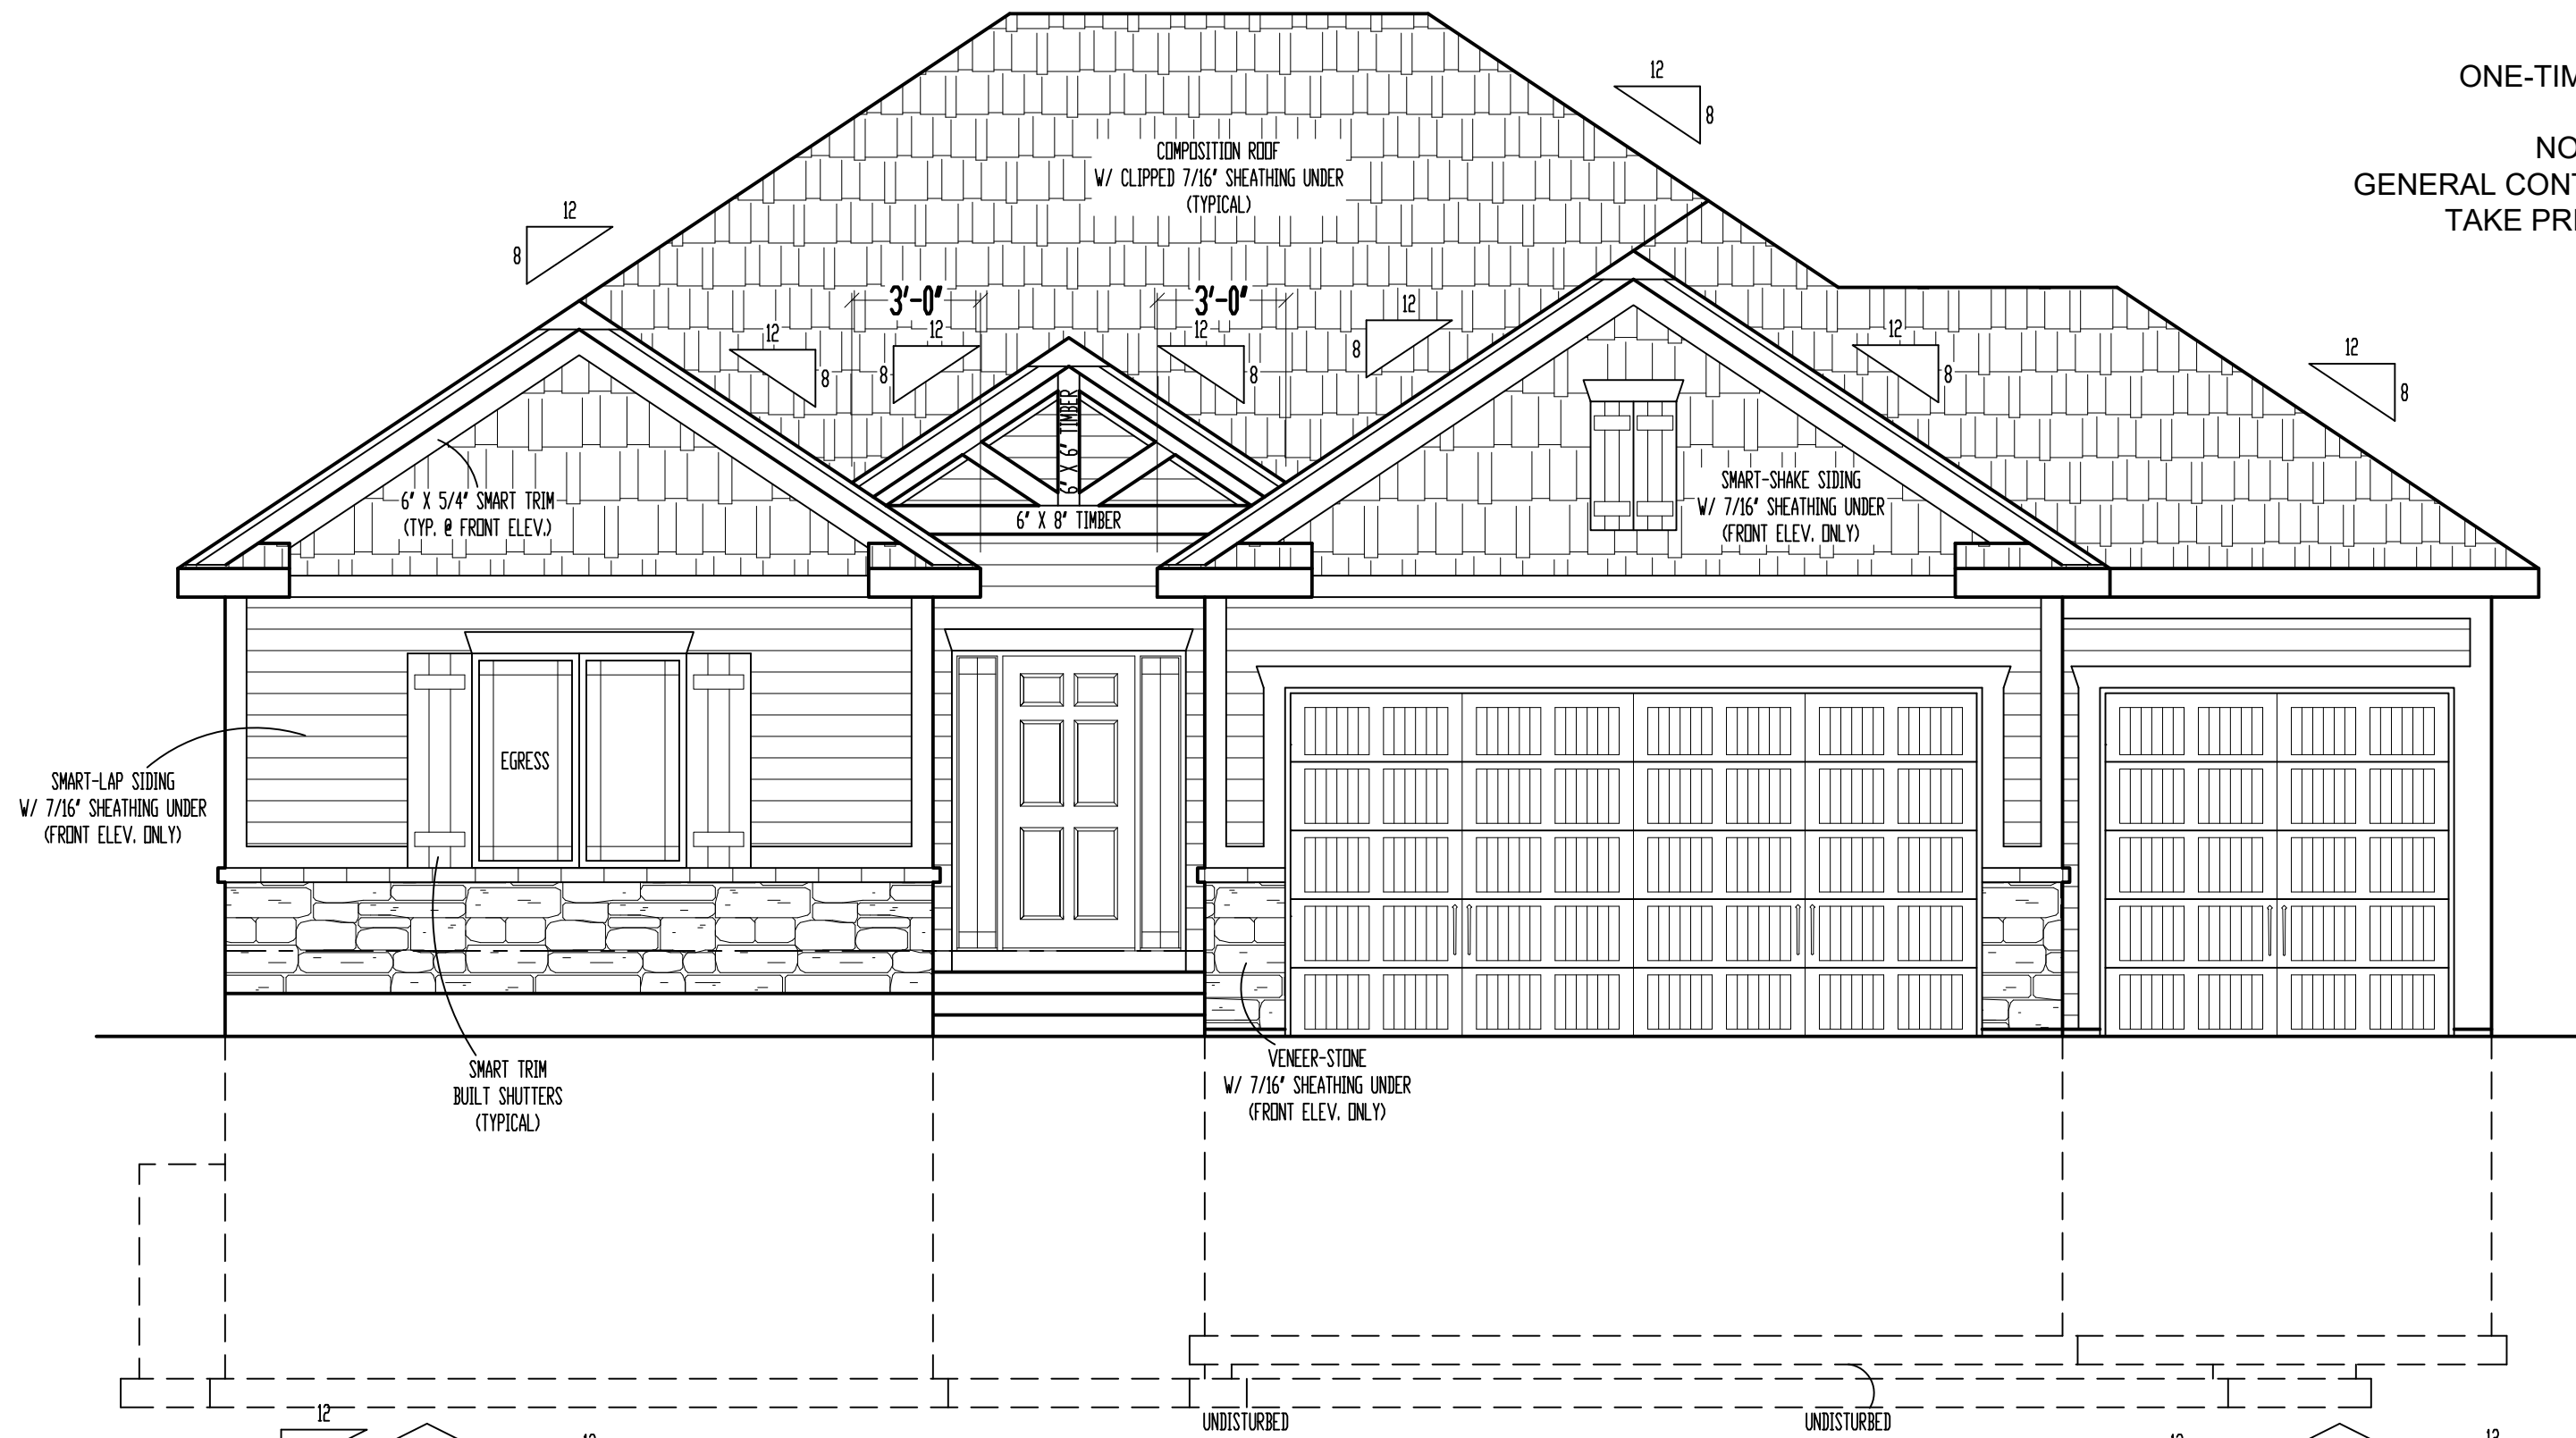 ONE-TIM
NO
GENERAL CONT
TAKE PRI
12
8
COMPOSITION ROOF
W/ CLIPPED 7/16" SHEATHING UNDER
(TYPICAL)
12
8
3'-0"
3'-0"
12
8
12
8
12
8
12
8
12
8
12
8
6" X 6" TIMBER
6" X 8" TIMBER
6" X 5/4" SMART TRIM
(TYP. @ FRONT ELEV.)
SMART-SHAKE SIDING
W/ 7/16" SHEATHING UNDER
(FRONT ELEV. ONLY)
EGRESS
SMART-LAP SIDING
W/ 7/16" SHEATHING UNDER
(FRONT ELEV. ONLY)
SMART TRIM
BUILT SHUTTERS
(TYPICAL)
VENEER-STONE
W/ 7/16" SHEATHING UNDER
(FRONT ELEV. ONLY)
UNDISTURBED
UNDISTURBED
12
12
12
12